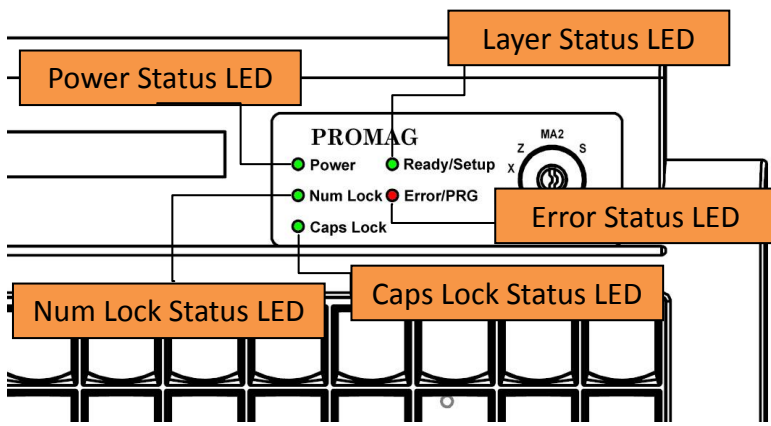 Layer Status LED
Power Status LED
PROMAG
MA2
Z
S
X
Power
Ready/Setup
Num Lock
Error/PRG
Error Status LED
Caps Lock
Caps Lock Status LED
Num Lock Status LED